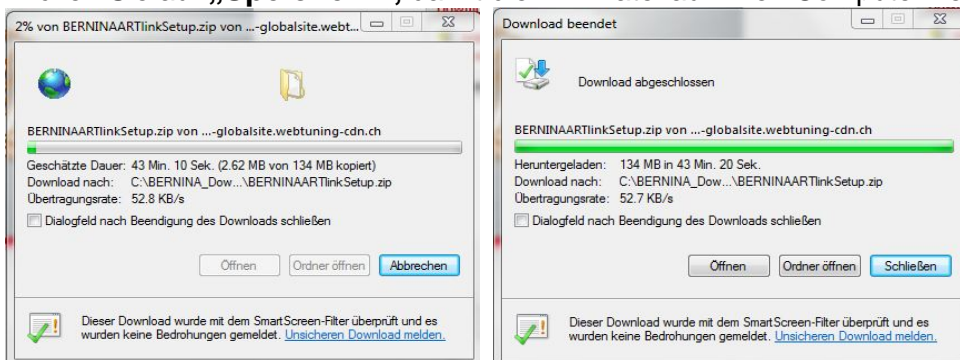 2% von BERNINAARTlinkSetup.zip von ...-globalsite.webt...
BERNINAARTlinkSetup.zip von ...-globalsite.webtuning-cdn.ch
Geschätzte Dauer: 43 Min. 10 Sek. (2.62 MB von 134 MB kopiert)
Download nach: C:\BERNINA_Dow...\BERNINAARTlinkSetup.zip
Übertragungsrate: 52.8 KB/s
Dialogfeld nach Beendigung des Downloads schließen
Öffnen Ordner öffnen Abbrechen
Dieser Download wurde mit dem SmartScreen-Filter überprüft und es
wurden keine Bedrohungen gemeldet. Unsicheren Download melden.
Download beendet
Download abgeschlossen
BERNINAARTlinkSetup.zip von ...-globalsite.webtuning-cdn.ch
Heruntergeladen: 134 MB in 43 Min. 20 Sek.
Download nach: C:\BERNINA_Dow...\BERNINAARTlinkSetup.zip
Übertragungsrate: 52.7 KB/s
Dialogfeld nach Beendigung des Downloads schließen
Öffnen Ordner öffnen Schließen
Dieser Download wurde mit dem SmartScreen-Filter überprüft und es
wurden keine Bedrohungen gemeldet. Unsicheren Download melden.